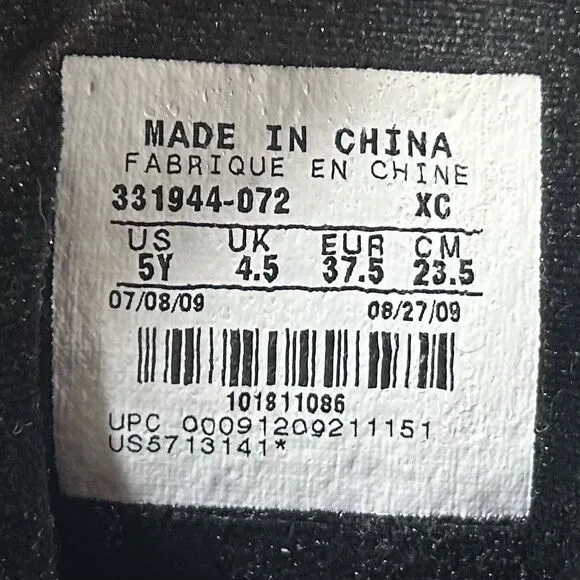 MADE IN CHINA
FABRIQUE EN CHINE
331944-072 XC
US UK EUR CM
5Y 4.5 37.5 23.5
07/08/09 08/27/09
101811086
UPC 00091209211151
US5713141*